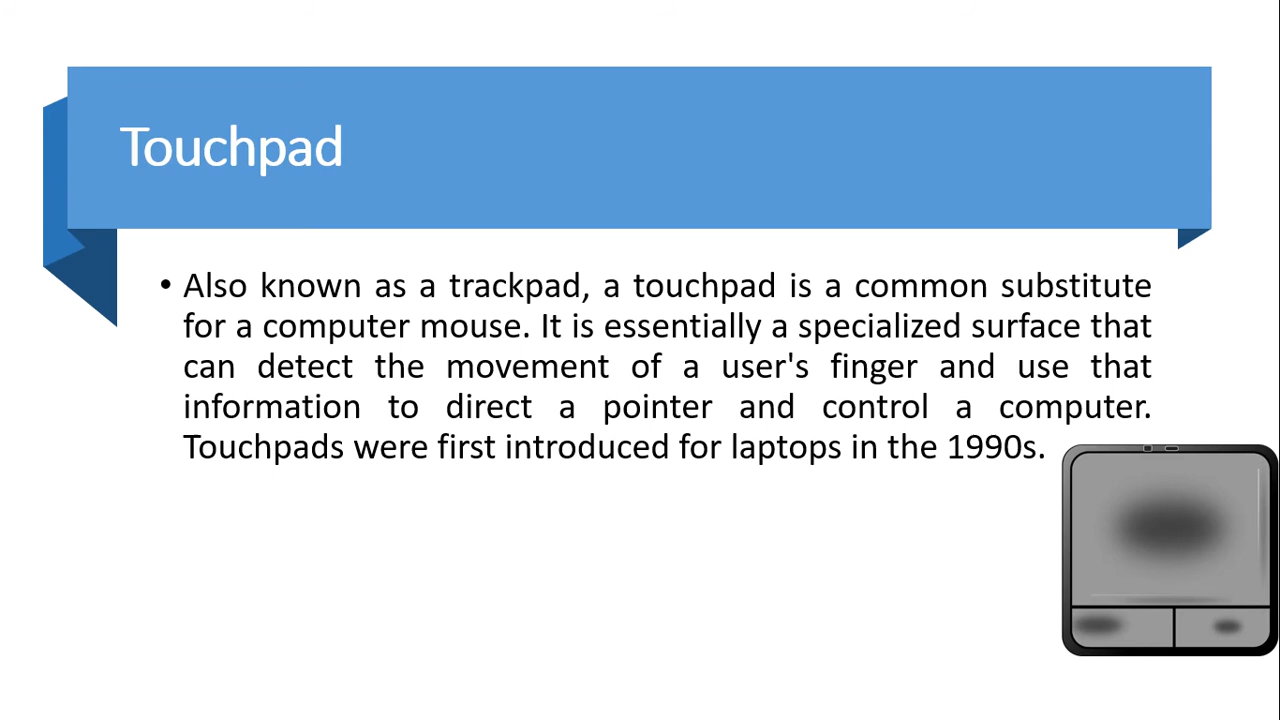 Touchpad
• Also known as a trackpad, a touchpad is a common substitute
for a computer mouse. It is essentially a specialized surface that
can detect the movement of a user's finger and use that
information to direct a pointer and control a computer.
Touchpads were first introduced for laptops in the 1990s.